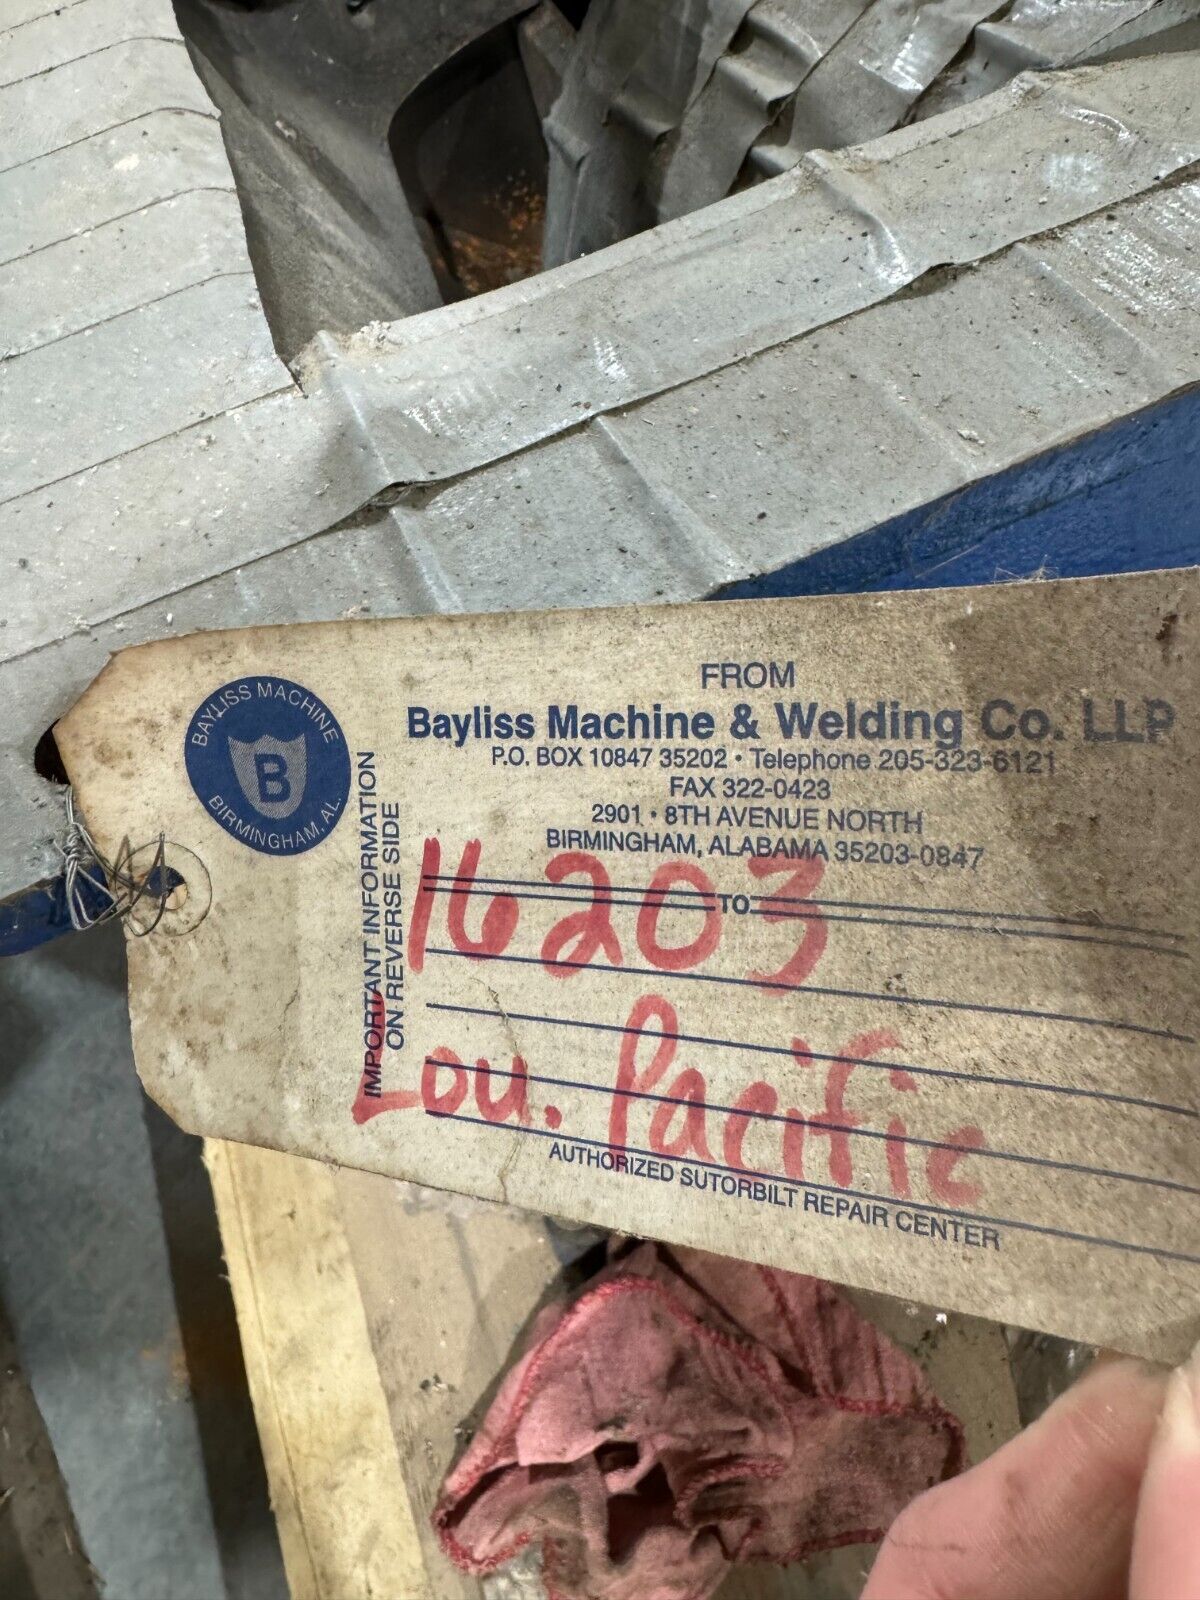 BAYLISS MACHINE
B
BIRMINGHAM, AL.
IMPORTANT INFORMATION
ON REVERSE SIDE
FROM
Bayliss Machine & Welding Co. LLP
P.O. BOX 10847 35202 • Telephone 205-323-6121
FAX 322-0423
2901 • 8TH AVENUE NORTH
BIRMINGHAM, ALABAMA 35203-0847
TO
16203
Lou. Pacific
AUTHORIZED SUTORBILT REPAIR CENTER